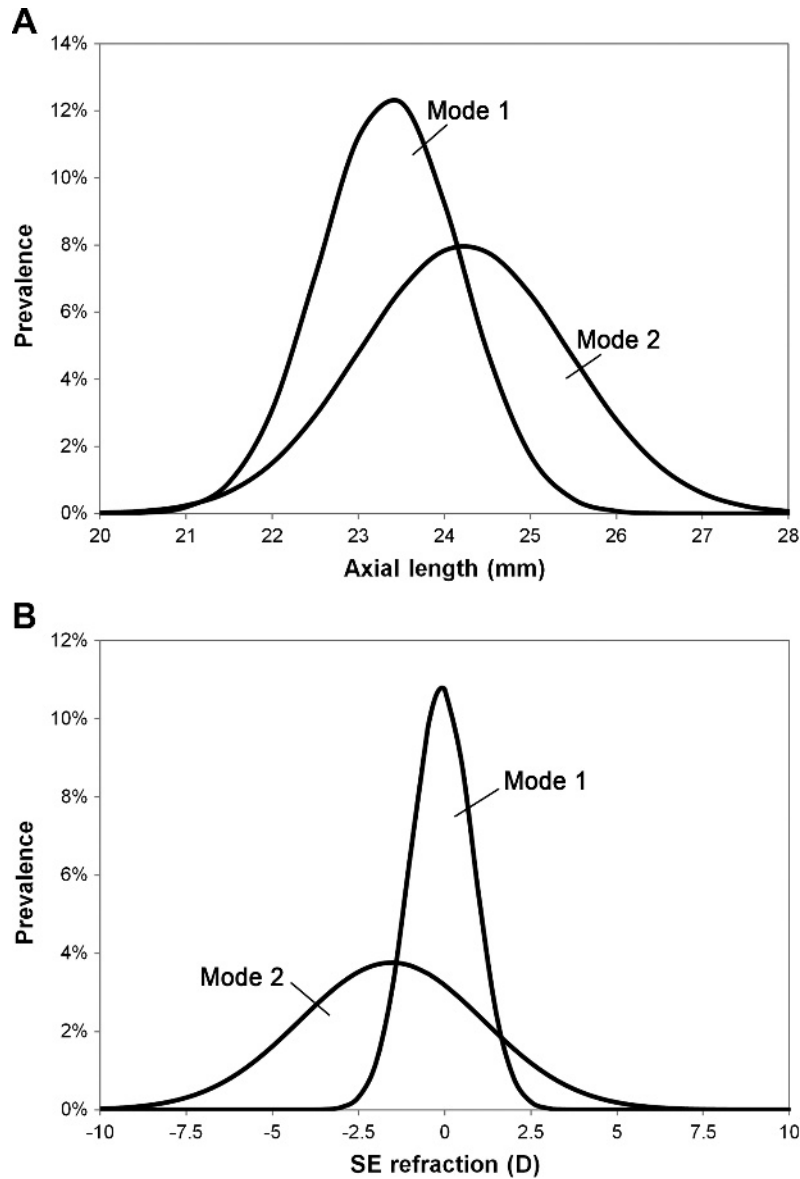 A
14%
12%
10%
8%
6%
4%
2%
0%
Prevalence
Mode 1
Mode 2
20 21 22 23 24 25 26 27 28
Axial length (mm)
B
12%
10%
8%
6%
4%
2%
0%
Prevalence
Mode 1
Mode 2
-10 -7.5 -5 -2.5 0 2.5 5 7.5 10
SE refraction (D)